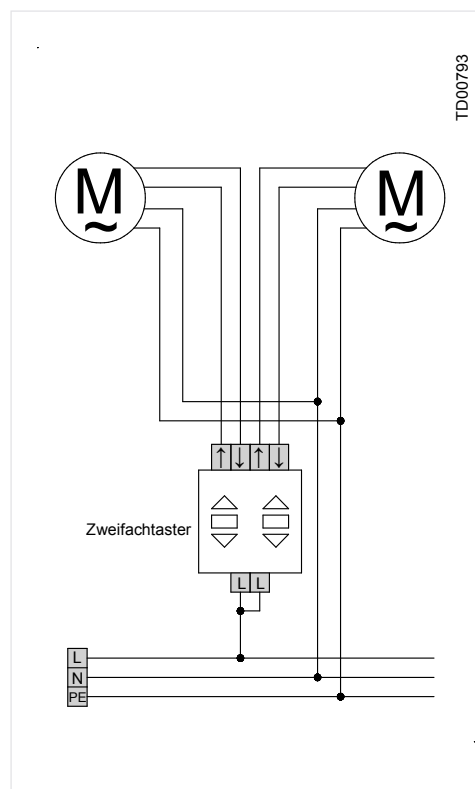 TD00793
M
~
M
~
↑ ↓ ↑ ↓
Zweifachtaster
L L
L
N
PE